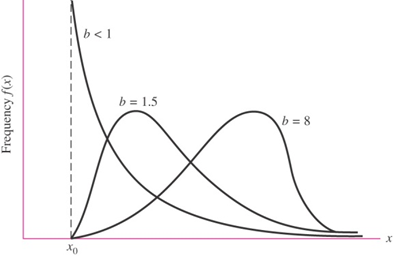 b < 1
b = 1.5
b = 8
Frequency f(x)
x
x₀